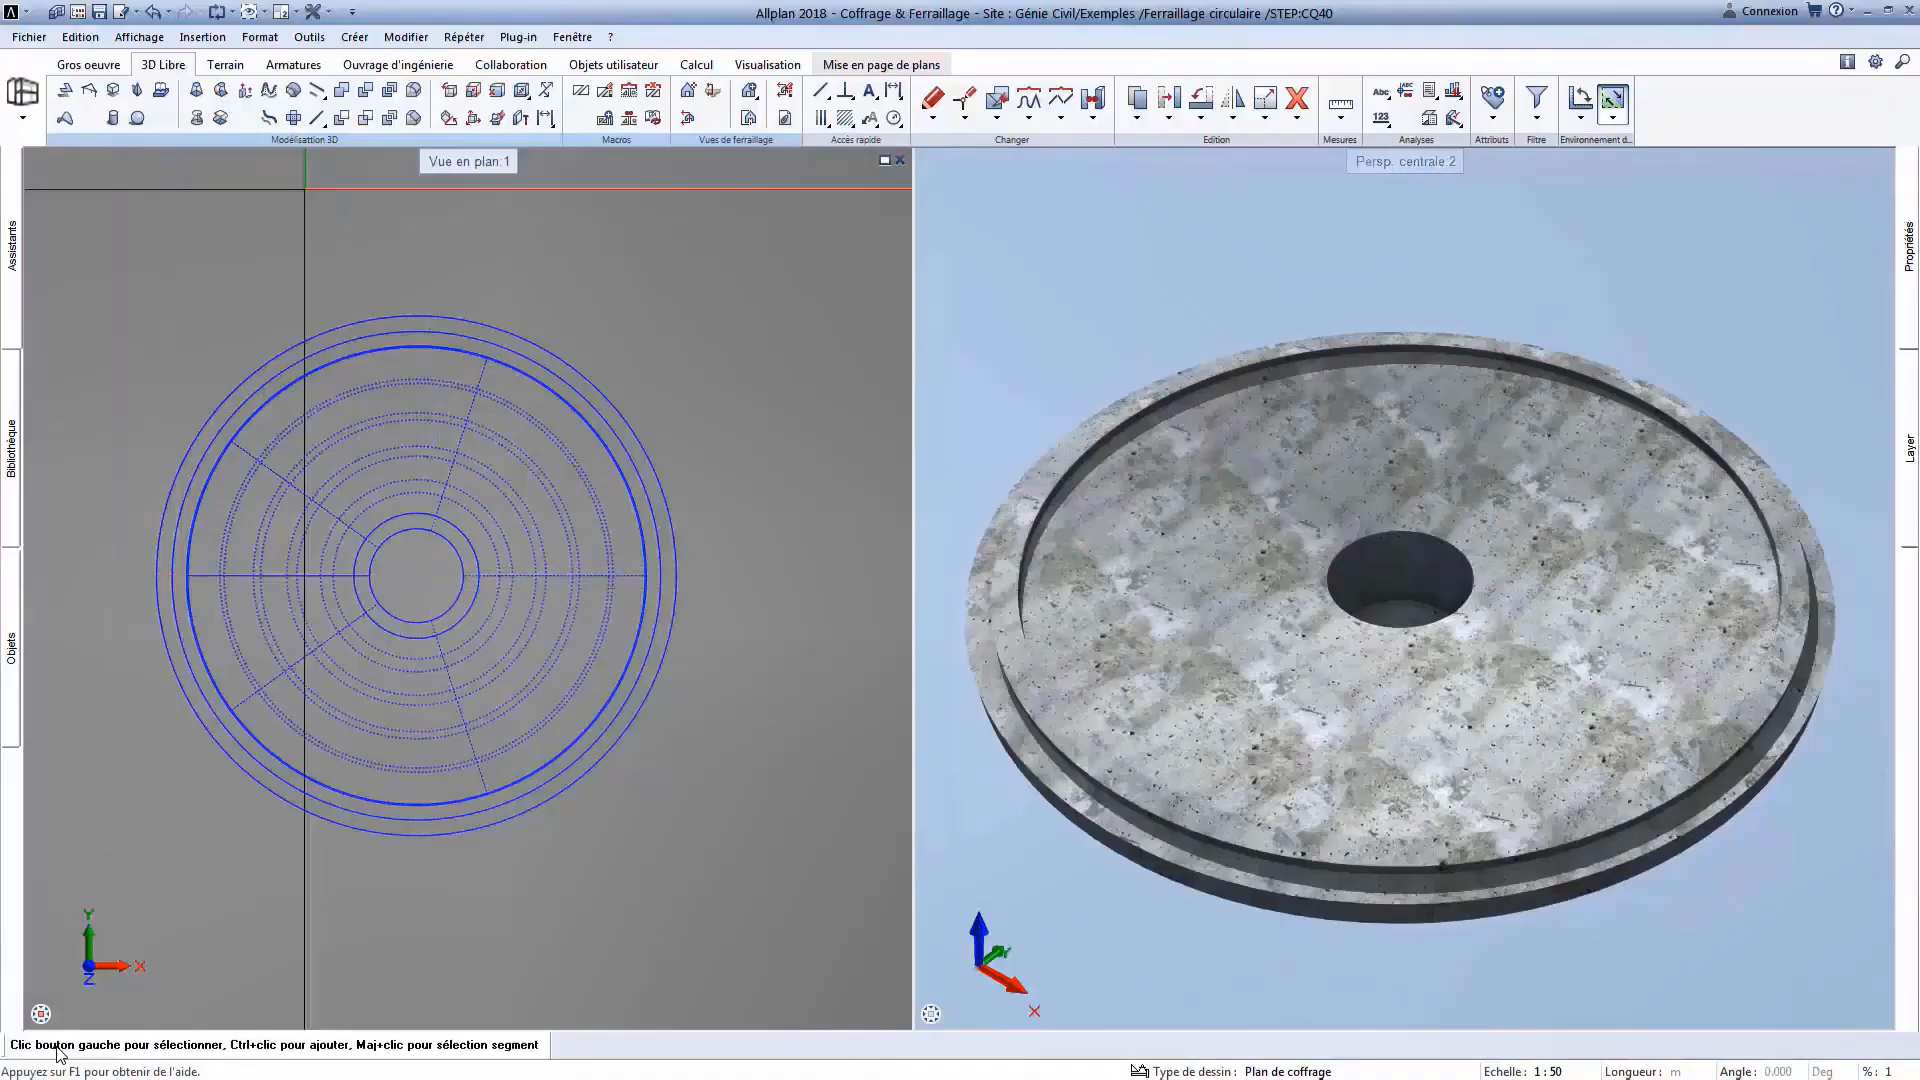 Allplan 2018 - Coffrage & Ferraillage - Site : Génie Civil/Exemples /Ferraillage circulaire /STEP:CQ40
Connexion
Fichier Edition Affichage Insertion Format Outils Créer Modifier Répéter Plug-in Fenêtre ?
Gros oeuvre 3D Libre Terrain Armatures Ouvrage d'ingénierie Collaboration Objets utilisateur Calcul Visualisation Mise en page de plans
Abc
123
Modélisation 3D Macros Vues de ferraillage Accès rapide Changer Edition Mesures Analyses Attributs Filtre Environnement d...
Vue en plan:1
Persp. centrale:2
Assistants
Bibliothèque
Objets
Propriétés
Layer
Y
X
Z
Y
X
Clic bouton gauche pour sélectionner, Ctrl+clic pour ajouter, Maj+clic pour sélection segment
Appuyez sur F1 pour obtenir de l'aide.
Type de dessin : Plan de coffrage
Echelle : 1 : 50
Longueur : m
Angle : 0.000
Deg
% : 1